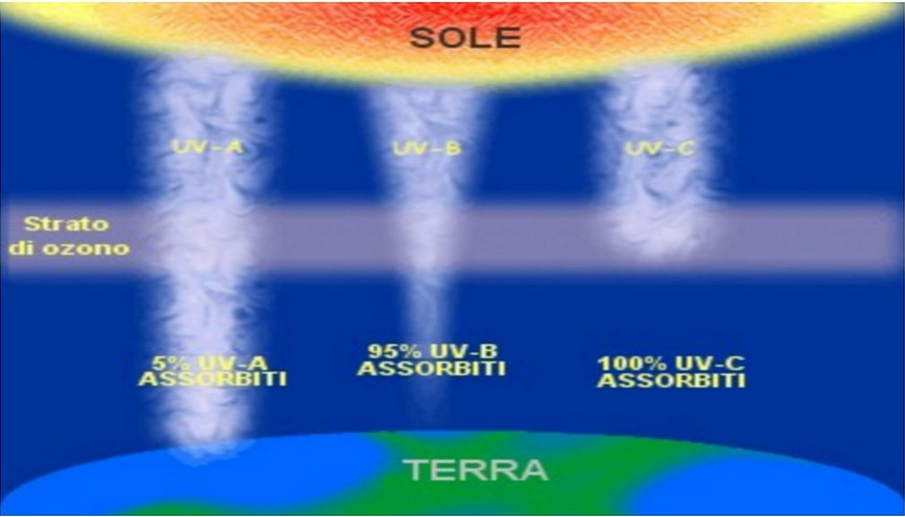 SOLE
UV-A
UV-B
UV-C
Strato
di ozono
5% UV-A
ASSORBITI
95% UV-B
ASSORBITI
100% UV-C
ASSORBITI
TERRA